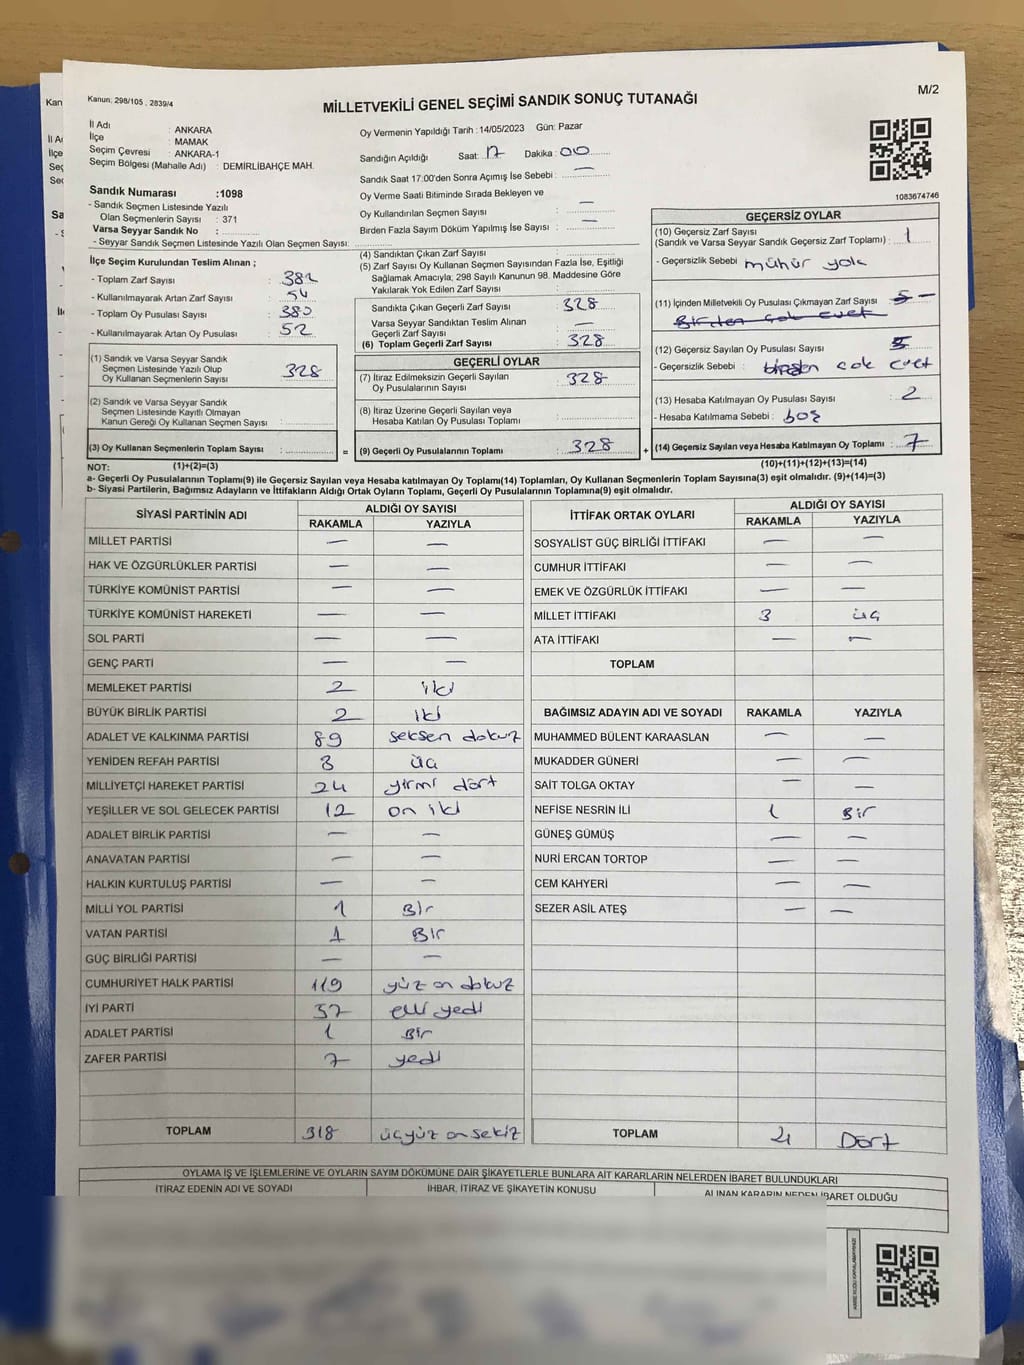 Kanun; 298/105 , 2839/4
MİLLETVEKİLİ GENEL SEÇİMİ SANDIK SONUÇ TUTANAĞI
M/2
İl Adı : ANKARA
İlçe : MAMAK
Seçim Çevresi : ANKARA-1
Seçim Bölgesi (Mahalle Adı) : DEMİRLİBAHÇE MAH.
Sandık Numarası :1098
- Sandık Seçmen Listesinde Yazılı
Olan Seçmenlerin Sayısı : 371
Varsa Seyyar Sandık No :
- Seyyar Sandık Seçmen Listesinde Yazılı Olan Seçmen Sayısı:
Oy Vermenin Yapıldığı Tarih : 14/05/2023 Gün: Pazar
Sandığın Açıldığı Saat: 17 Dakika : 00
Sandık Saat 17:00'den Sonra Açımış İse Sebebi : —
Oy Verme Saati Bitiminde Sırada Bekleyen ve
Oy Kullandırılan Seçmen Sayısı : —
Birden Fazla Sayım Döküm Yapılmış İse Sayısı : —
1083674746
İlçe Seçim Kurulundan Teslim Alınan ;
- Toplam Zarf Sayısı : 382
- Kullanılmayarak Artan Zarf Sayısı : 54
- Toplam Oy Pusulası Sayısı : 380
- Kullanılmayarak Artan Oy Pusulası : 52
(1) Sandık ve Varsa Seyyar Sandık
Seçmen Listesinde Yazılı Olup
Oy Kullanan Seçmenlerin Sayısı : 328
(2) Sandık ve Varsa Seyyar Sandık
Seçmen Listesinde Kayıtlı Olmayan
Kanun Gereği Oy Kullanan Seçmen Sayısı :
(3) Oy Kullanan Seçmenlerin Toplam Sayısı :
(4) Sandıktan Çıkan Zarf Sayısı :
(5) Zarf Sayısı Oy Kullanan Seçmen Sayısından Fazla İse, Eşitliği
Sağlamak Amacıyla; 298 Sayılı Kanunun 98. Maddesine Göre
Yakılarak Yok Edilen Zarf Sayısı :
Sandıkta Çıkan Geçerli Zarf Sayısı : 328
Varsa Seyyar Sandıktan Teslim Alınan
Geçerli Zarf Sayısı : —
(6) Toplam Geçerli Zarf Sayısı : 328
GEÇERLİ OYLAR
(7) İtiraz Edilmeksizin Geçerli Sayılan
Oy Pusulalarının Sayısı : 328
(8) İtiraz Üzerine Geçerli Sayılan veya
Hesaba Katılan Oy Pusulası Toplamı :
= (9) Geçerli Oy Pusulalarının Toplamı : 328 +
GEÇERSİZ OYLAR
(10) Geçersiz Zarf Sayısı
(Sandık ve Varsa Seyyar Sandık Geçersiz Zarf Toplamı) : 1
- Geçersizlik Sebebi : mühür yok
(11) İçinden Milletvekili Oy Pusulası Çıkmayan Zarf Sayısı : 5 —
Birden çok evet
(12) Geçersiz Sayılan Oy Pusulası Sayısı : 5
- Geçersizlik Sebebi : birden çok evet
(13) Hesaba Katılmayan Oy Pusulası Sayısı : 2
- Hesaba Katılmama Sebebi : boş
(14) Geçersiz Sayılan veya Hesaba Katılmayan Oy Toplamı : 7
NOT: (1)+(2)=(3)
(10)+(11)+(12)+(13)=(14)
a- Geçerli Oy Pusulalarının Toplamı(9) ile Geçersiz Sayılan veya Hesaba katılmayan Oy Toplamı(14) Toplamları, Oy Kullanan Seçmenlerin Toplam Sayısına(3) eşit olmalıdır. (9)+(14)=(3)
b- Siyasi Partilerin, Bağımsız Adayların ve İttifakların Aldığı Ortak Oyların Toplamı, Geçerli Oy Pusulalarının Toplamına(9) eşit olmalıdır.
SİYASİ PARTİNİN ADI ALDIĞI OY SAYISI
RAKAMLA YAZIYLA
MİLLET PARTİSİ — —
HAK VE ÖZGÜRLÜKLER PARTİSİ — —
TÜRKİYE KOMÜNİST PARTİSİ — —
TÜRKİYE KOMÜNİST HAREKETİ — —
SOL PARTİ — —
GENÇ PARTİ — —
MEMLEKET PARTİSİ 2 iki
BÜYÜK BİRLİK PARTİSİ 2 iki
ADALET VE KALKINMA PARTİSİ 89 seksen dokuz
YENİDEN REFAH PARTİSİ 3 üç
MİLLİYETÇİ HAREKET PARTİSİ 24 yirmi dört
YEŞİLLER VE SOL GELECEK PARTİSİ 12 on iki
ADALET BİRLİK PARTİSİ — —
ANAVATAN PARTİSİ — —
HALKIN KURTULUŞ PARTİSİ — —
MİLLİ YOL PARTİSİ 1 Bir
VATAN PARTİSİ 1 Bir
GÜÇ BİRLİĞİ PARTİSİ — —
CUMHURİYET HALK PARTİSİ 119 yüz on dokuz
İYİ PARTİ 57 elli yedi
ADALET PARTİSİ 1 Bir
ZAFER PARTİSİ 7 yedi
TOPLAM 318 üçyüz on sekiz
İTTİFAK ORTAK OYLARI ALDIĞI OY SAYISI
RAKAMLA YAZIYLA
SOSYALİST GÜÇ BİRLİĞİ İTTİFAKI — —
CUMHUR İTTİFAKI — —
EMEK VE ÖZGÜRLÜK İTTİFAKI — —
MİLLET İTTİFAKI 3 üç
ATA İTTİFAKI — —
TOPLAM
BAĞIMSIZ ADAYIN ADI VE SOYADI RAKAMLA YAZIYLA
MUHAMMED BÜLENT KARAASLAN — —
MUKADDER GÜNERİ — —
SAİT TOLGA OKTAY — —
NEFİSE NESRİN İLİ 1 Bir
GÜNEŞ GÜMÜŞ — —
NURİ ERCAN TORTOP — —
CEM KAHYERİ — —
SEZER ASİL ATEŞ — —
TOPLAM 4 Dört
OYLAMA İŞ VE İŞLEMLERİNE VE OYLARIN SAYIM DÖKÜMÜNE DAİR ŞİKAYETLERLE BUNLARA AİT KARARLARIN NELERDEN İBARET BULUNDUKLARI
İTİRAZ EDENİN ADI VE SOYADI İHBAR, İTİRAZ VE ŞİKAYETİN KONUSU ALINAN KARARIN NEDEN İBARET OLDUĞU